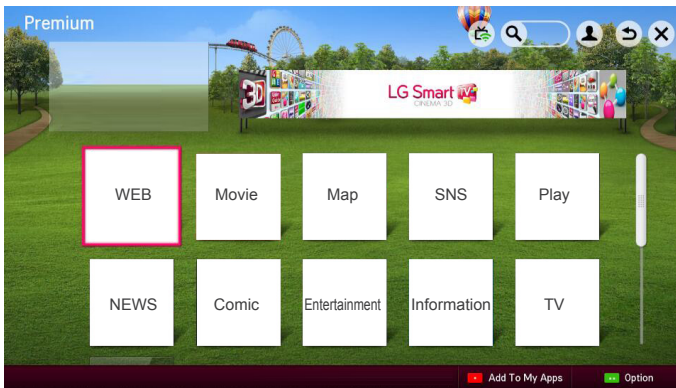 Premium
3D
LG Smart TV
CINEMA 3D
WEB
Movie
Map
SNS
Play
NEWS
Comic
Entertainment
Information
TV
Add To My Apps
Option